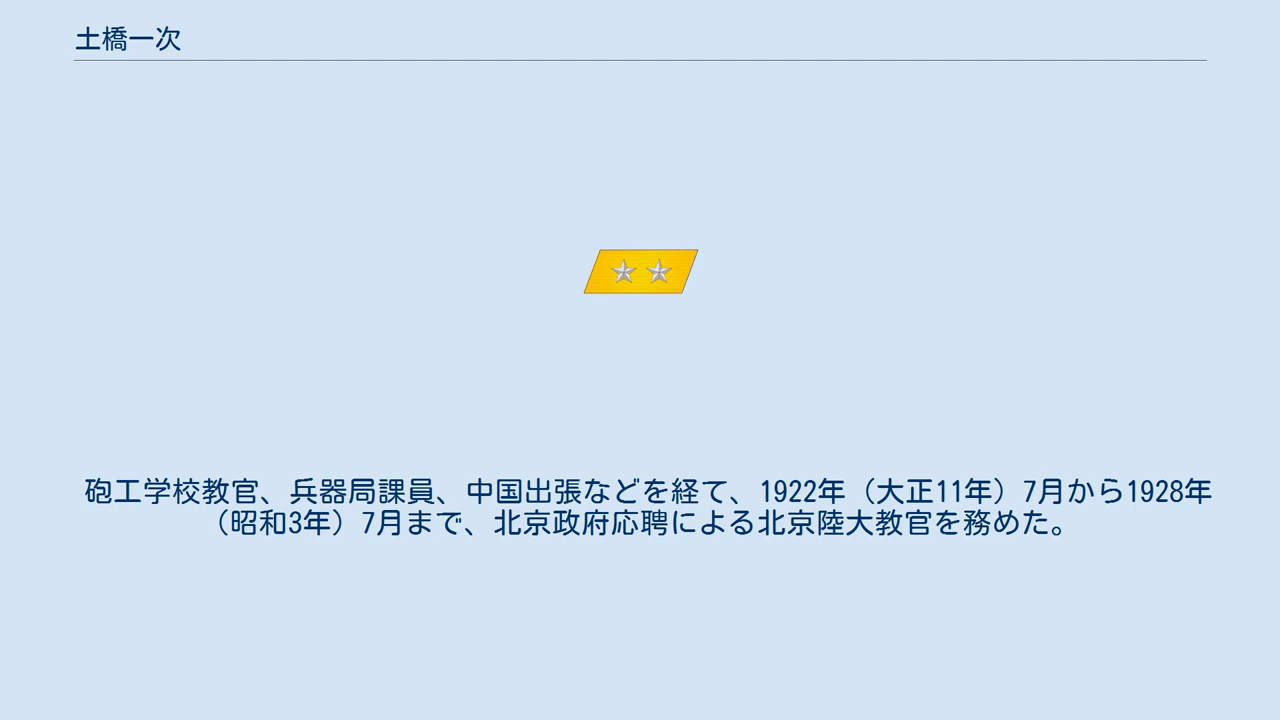 土橋一次
砲工学校教官、兵器局課員、中国出張などを経て、1922年（大正11年）7月から1928年
（昭和3年）7月まで、北京政府応聘による北京陸大教官を務めた。